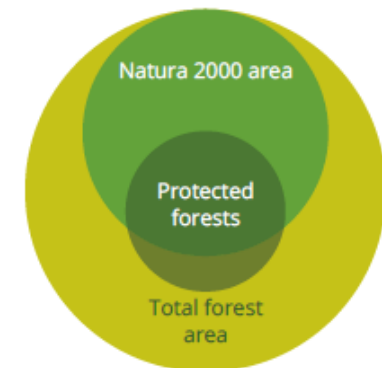 Natura 2000 area
Protected
forests
Total forest
area